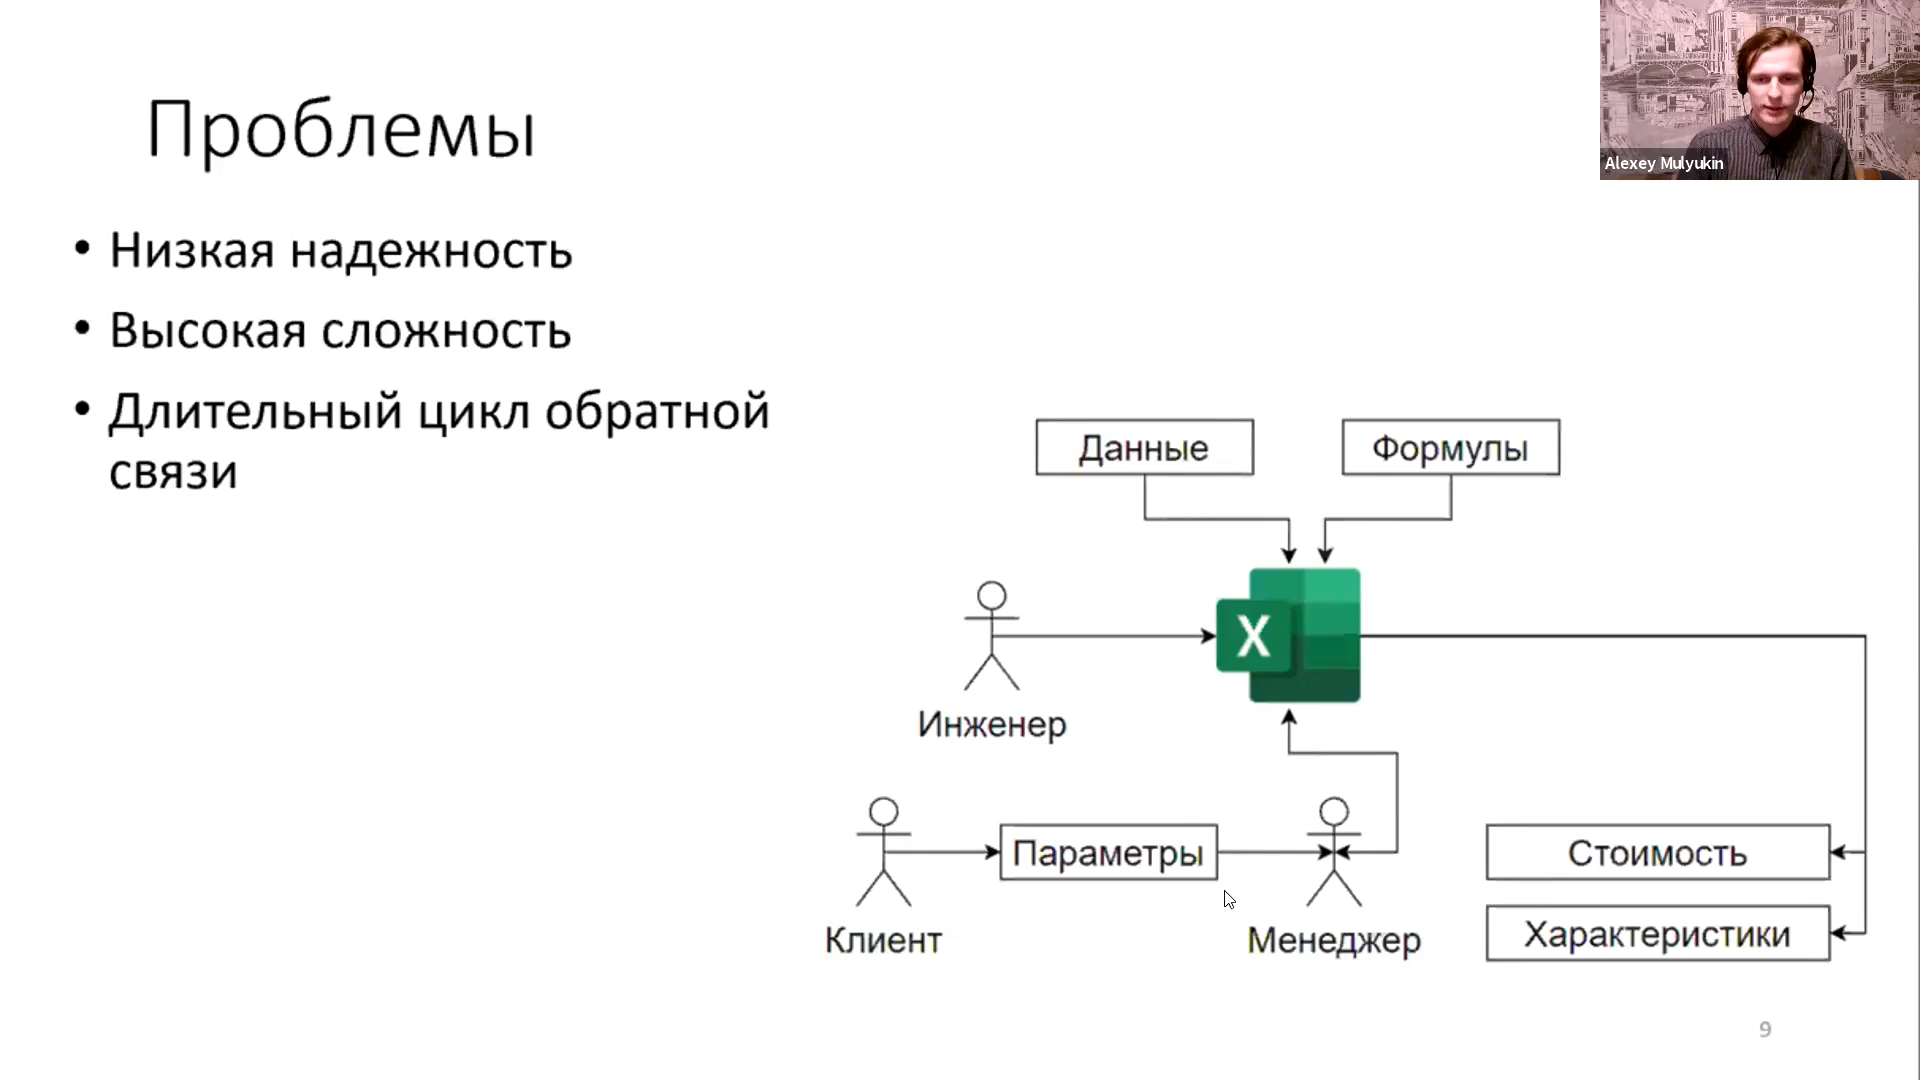 Проблемы
Alexey Mulyukin
• Низкая надежность
• Высокая сложность
• Длительный цикл обратной
связи
Данные
Формулы
X
Инженер
Параметры
Стоимость
Клиент
Менеджер
Характеристики
9